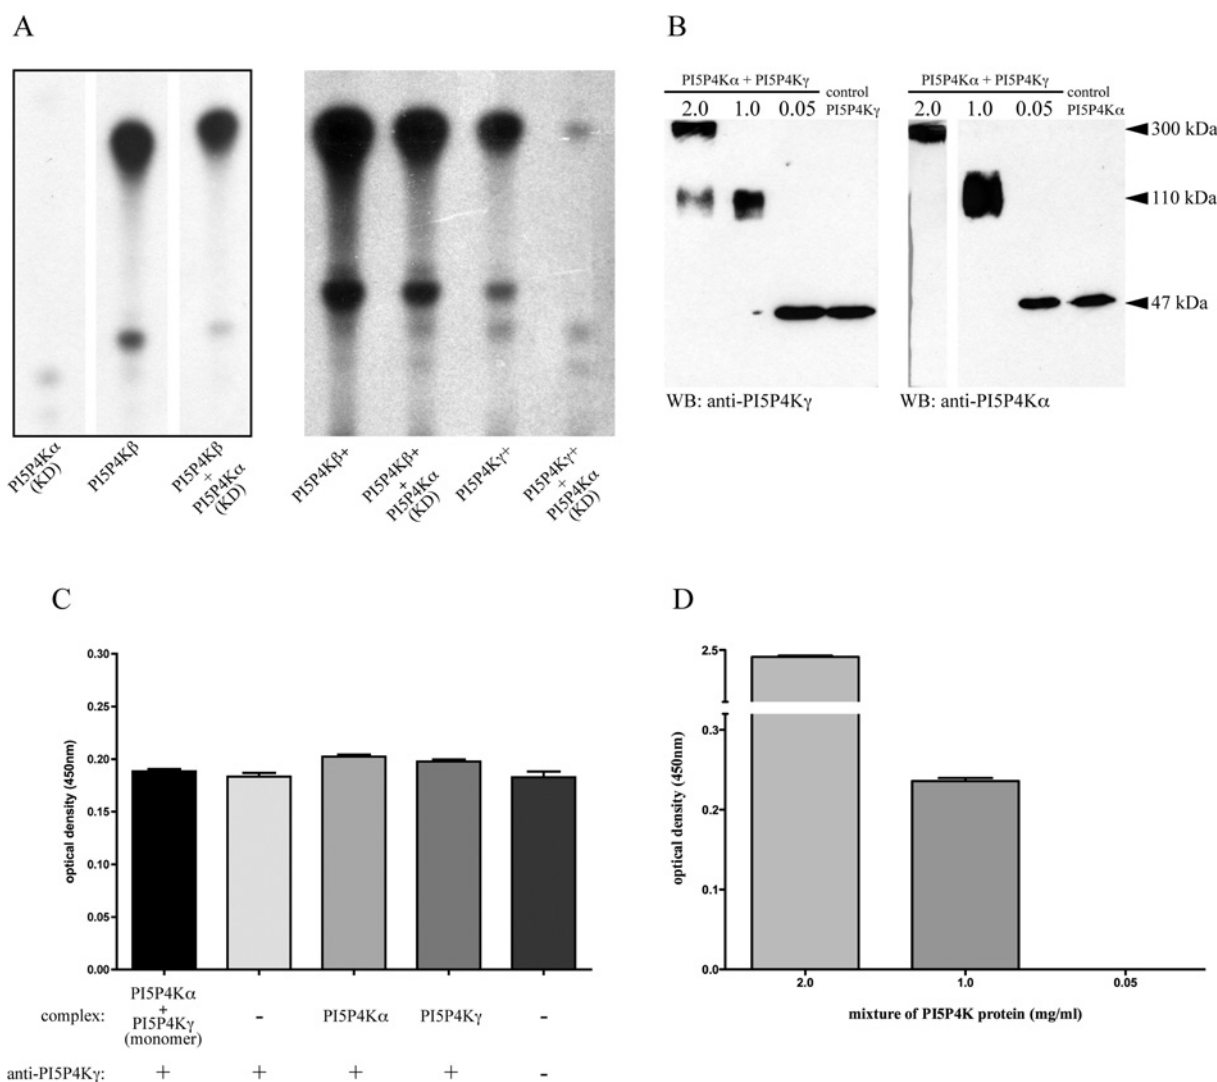 A
PI5P4Kα
(KD)
PI5P4Kβ
PI5P4Kβ
+
PI5P4Kα
(KD)
PI5P4Kβ+
PI5P4Kβ+
+
PI5P4Kα
(KD)
PI5P4Kγ+
PI5P4Kγ+
+
PI5P4Kα
(KD)
B
PI5P4Kα + PI5P4Kγ
2.0 1.0 0.05
control
PI5P4Kγ
WB: anti-PI5P4Kγ
PI5P4Kα + PI5P4Kγ
2.0 1.0 0.05
control
PI5P4Kα
300 kDa
110 kDa
47 kDa
WB: anti-PI5P4Kα
C
optical density (450nm)
0.30
0.25
0.20
0.15
0.10
0.05
0.00
complex:
PI5P4Kα
+
PI5P4Kγ
(monomer)
-
PI5P4Kα
PI5P4Kγ
-
anti-PI5P4Kγ: + + + + -
D
optical density (450nm)
2.5
0.3
0.2
0.1
0.0
2.0 1.0 0.05
mixture of PI5P4K protein (mg/ml)